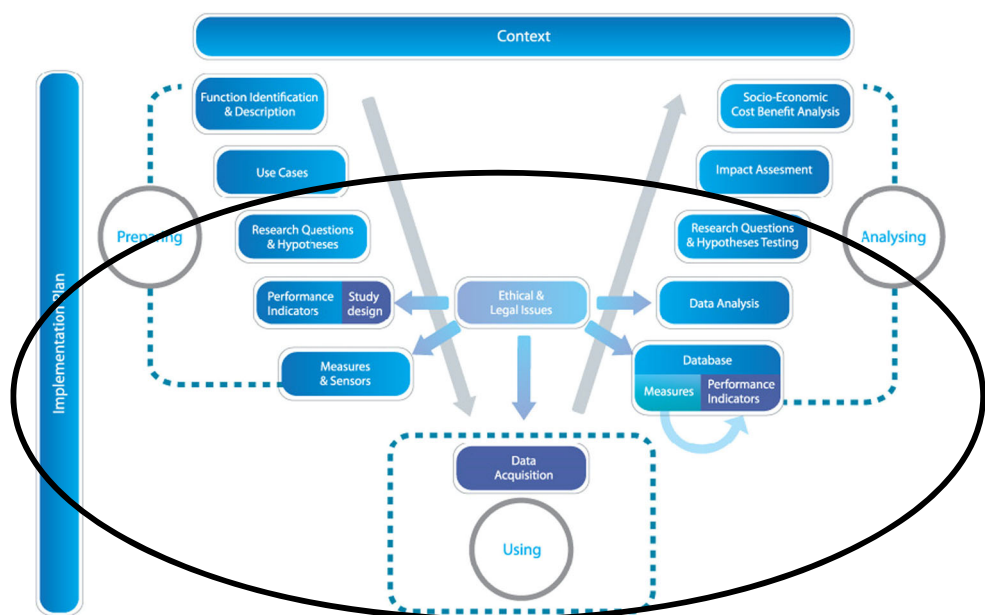 Context
Implementation Plan
Function Identification
& Description
Use Cases
Preparing
Research Questions
& Hypotheses
Performance
Indicators
Study
design
Measures
& Sensors
Ethical &
Legal Issues
Socio-Economic
Cost Benefit Analysis
Impact Assesment
Research Questions
& Hypotheses Testing
Analysing
Data Analysis
Database
Measures
Performance
Indicators
Data
Acquisition
Using